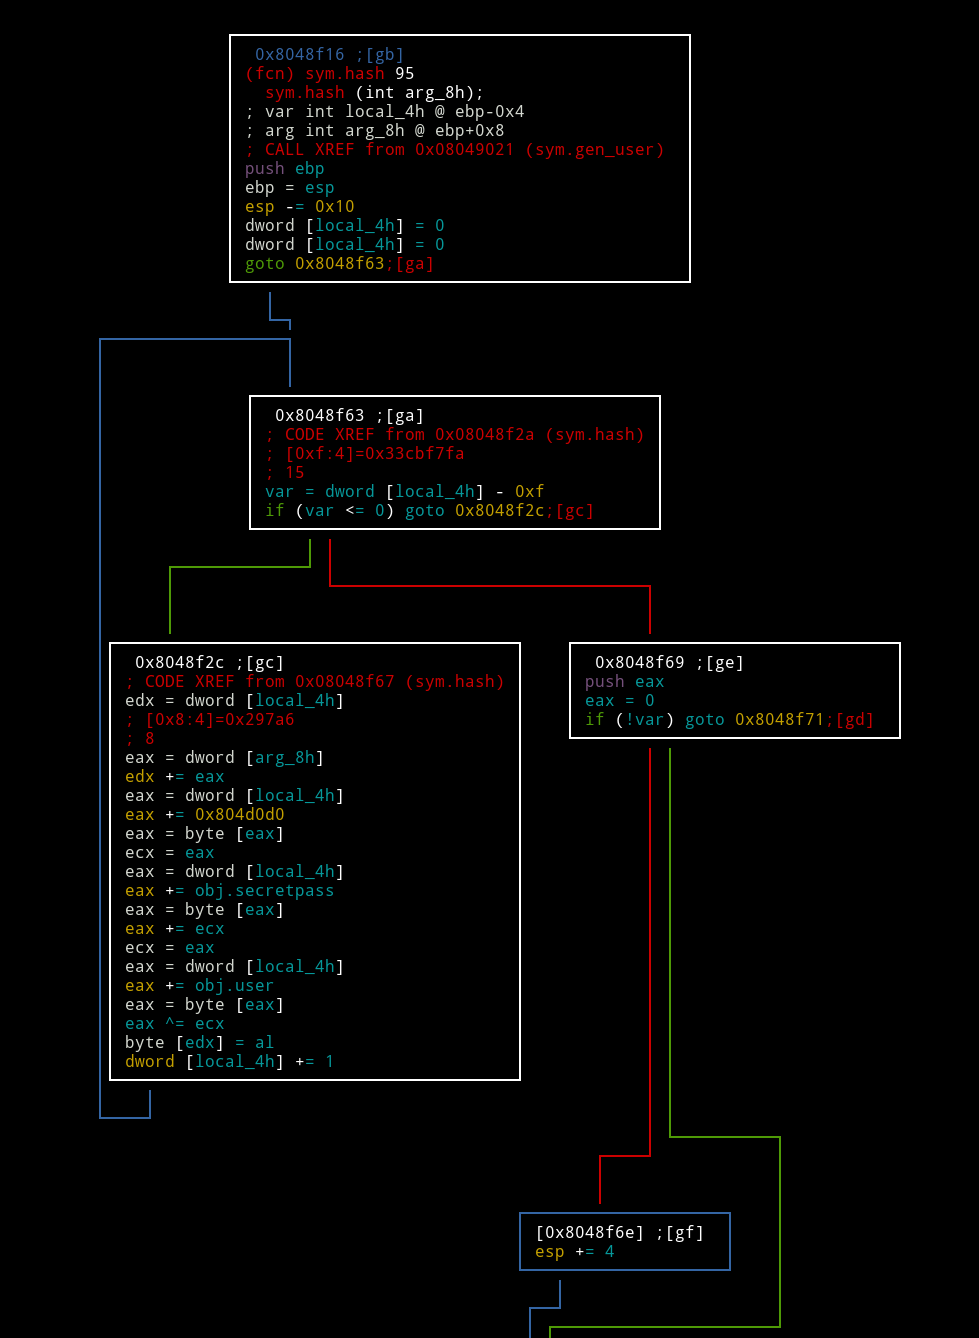 0x8048f16 ;[gb]
(fcn) sym.hash 95
sym.hash (int arg_8h);
; var int local_4h @ ebp-0x4
; arg int arg_8h @ ebp+0x8
; CALL XREF from 0x08049021 (sym.gen_user)
push ebp
ebp = esp
esp -= 0x10
dword [local_4h] = 0
dword [local_4h] = 0
goto 0x8048f63;[ga]
0x8048f63 ;[ga]
; CODE XREF from 0x08048f2a (sym.hash)
; [0xf:4]=0x33cbf7fa
; 15
var = dword [local_4h] - 0xf
if (var <= 0) goto 0x8048f2c;[gc]
0x8048f2c ;[gc]
; CODE XREF from 0x08048f67 (sym.hash)
edx = dword [local_4h]
; [0x8:4]=0x297a6
; 8
eax = dword [arg_8h]
edx += eax
eax = dword [local_4h]
eax += 0x804d0d0
eax = byte [eax]
ecx = eax
eax = dword [local_4h]
eax += obj.secretpass
eax = byte [eax]
eax += ecx
ecx = eax
eax = dword [local_4h]
eax += obj.user
eax = byte [eax]
eax ^= ecx
byte [edx] = al
dword [local_4h] += 1
0x8048f69 ;[ge]
push eax
eax = 0
if (!var) goto 0x8048f71;[gd]
[0x8048f6e] ;[gf]
esp += 4